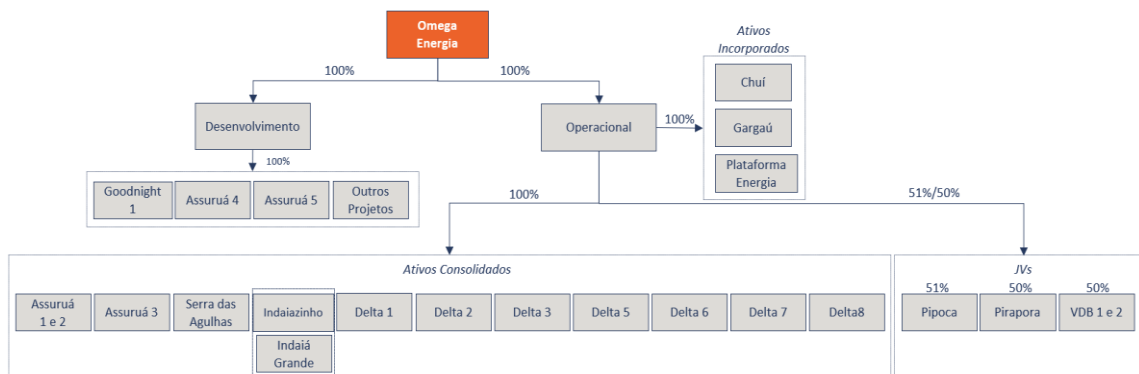 Omega
Energia
Ativos
Incorporados
100%
100%
Chuí
Desenvolvimento
Operacional
100%
Gargaú
100%
Plataforma
Energia
Goodnight
1
Assuruá 4
Assuruá 5
Outros
Projetos
100%
51%/50%
Ativos Consolidados
JVs
51%
50%
50%
Assuruá
1 e 2
Assuruá 3
Serra das
Agulhas
Indaiazinho
Delta 1
Delta 2
Delta 3
Delta 5
Delta 6
Delta 7
Delta8
Pipoca
Pirapora
VDB 1 e 2
Indaiá
Grande